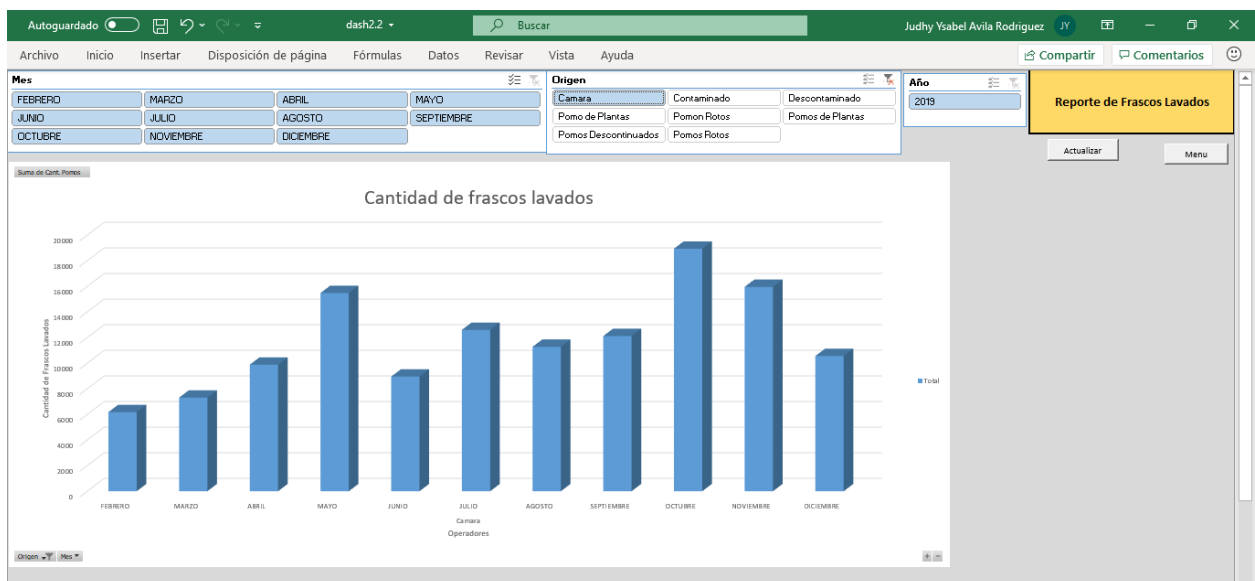 Autoguardado dash2.2 Buscar Judhy Ysabel Avila Rodriguez JY
Archivo Inicio Insertar Disposición de página Fórmulas Datos Revisar Vista Ayuda Compartir Comentarios
Mes
FEBRERO MARZO ABRIL MAYO
JUNIO JULIO AGOSTO SEPTIEMBRE
OCTUBRE NOVIEMBRE DICIEMBRE
Origen
Camara Contaminado Descontaminado
Pomo de Plantas Pomon Rotos Pomos de Plantas
Pomos Descontinuados Pomos Rotos
Año
2019
Reporte de Frascos Lavados
Actualizar Menu
Suma de Cant. Pomos
Cantidad de frascos lavados
Cantidad de Frascos Lavados
20000
18000
16000
14000
12000
10000
8000
6000
4000
2000
0
FEBRERO MARZO ABRIL MAYO JUNIO JULIO AGOSTO SEPTIEMBRE OCTUBRE NOVIEMBRE DICIEMBRE
Camara
Operadores
Total
Origen Mes